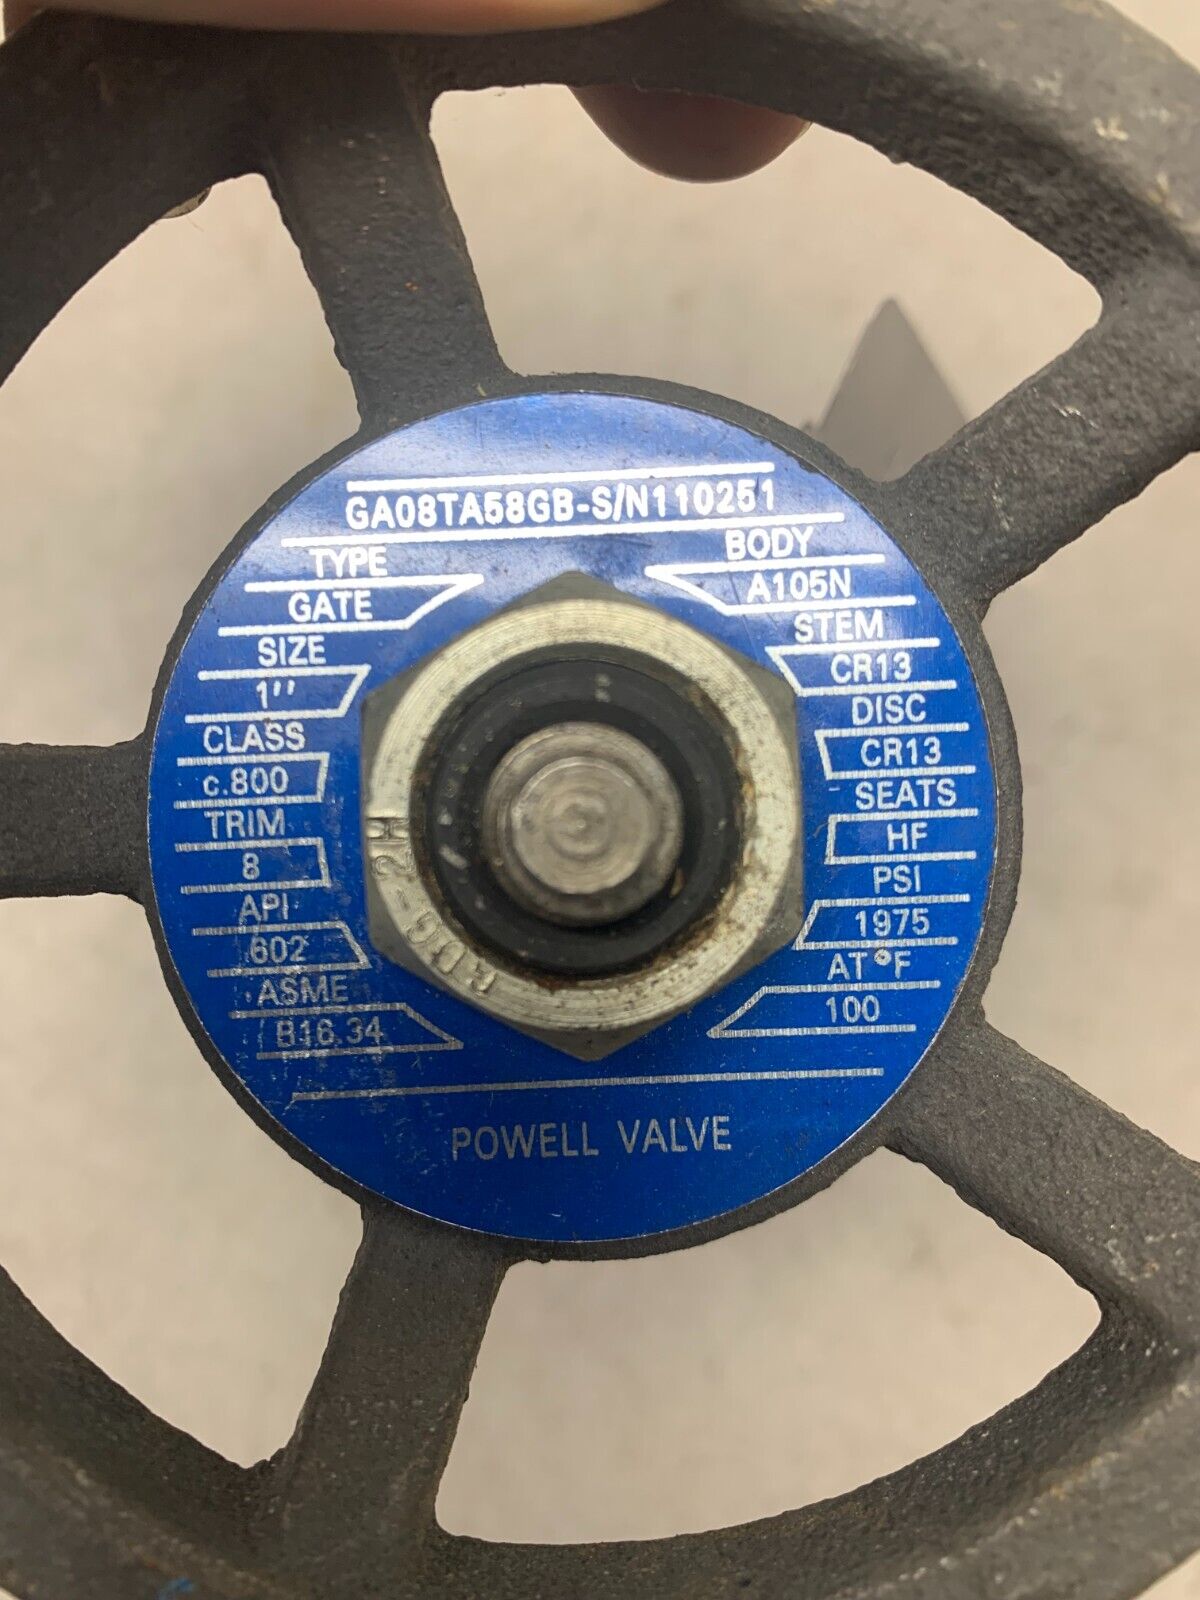 GA08TA58GB-S/N110251
TYPE
GATE
SIZE
1''
CLASS
c.800
TRIM
8
API
602
ASME
B16.34
BODY
A105N
STEM
CR13
DISC
CR13
SEATS
HF
PSI
1975
AT°F
100
POWELL VALVE
2H